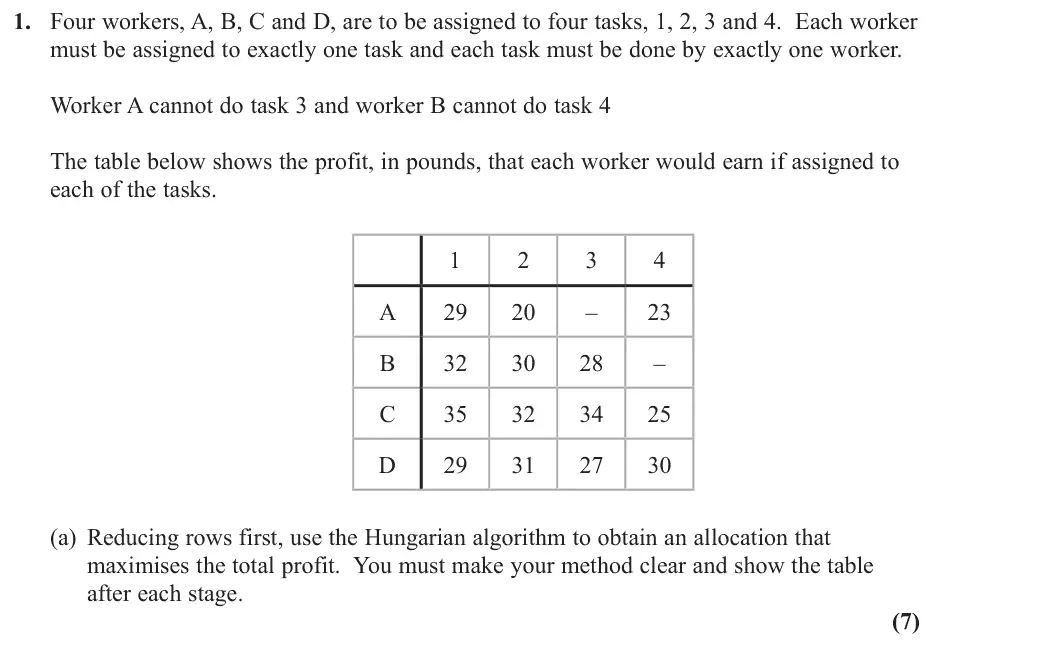 1. Four workers, A, B, C and D, are to be assigned to four tasks, 1, 2, 3 and 4. Each worker
must be assigned to exactly one task and each task must be done by exactly one worker.
Worker A cannot do task 3 and worker B cannot do task 4
The table below shows the profit, in pounds, that each worker would earn if assigned to
each of the tasks.
1 2 3 4
A 29 20 – 23
B 32 30 28 –
C 35 32 34 25
D 29 31 27 30
(a) Reducing rows first, use the Hungarian algorithm to obtain an allocation that
maximises the total profit. You must make your method clear and show the table
after each stage.
(7)